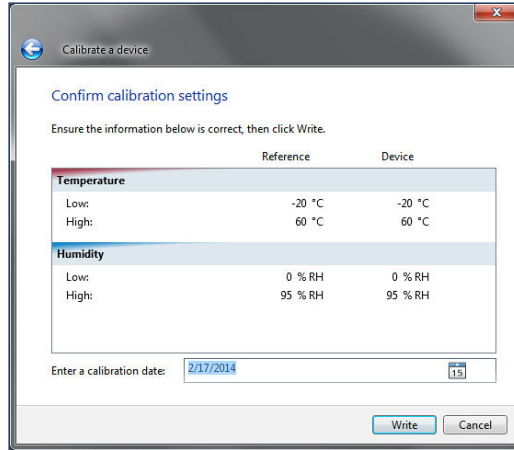 Calibrate a device
Confirm calibration settings
Ensure the information below is correct, then click Write.
Reference Device
Temperature
Low: -20 °C -20 °C
High: 60 °C 60 °C
Humidity
Low: 0 % RH 0 % RH
High: 95 % RH 95 % RH
Enter a calibration date: 2/17/2014 15
Write Cancel